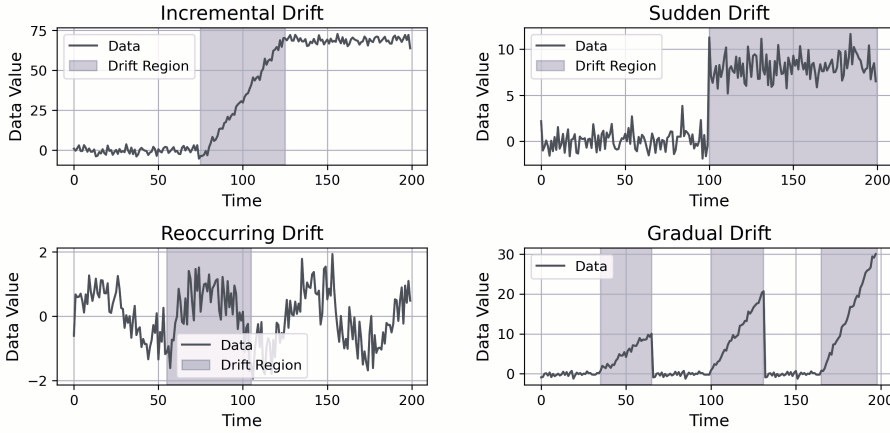 Incremental Drift
Data Value
75
50
25
0
Data
Drift Region
0 50 100 150 200
Time
Sudden Drift
Data Value
10
5
0
Data
Drift Region
0 50 100 150 200
Time
Reoccurring Drift
Data Value
2
0
−2
Data
Drift Region
0 50 100 150 200
Time
Gradual Drift
Data Value
30
20
10
0
Data
0 50 100 150 200
Time